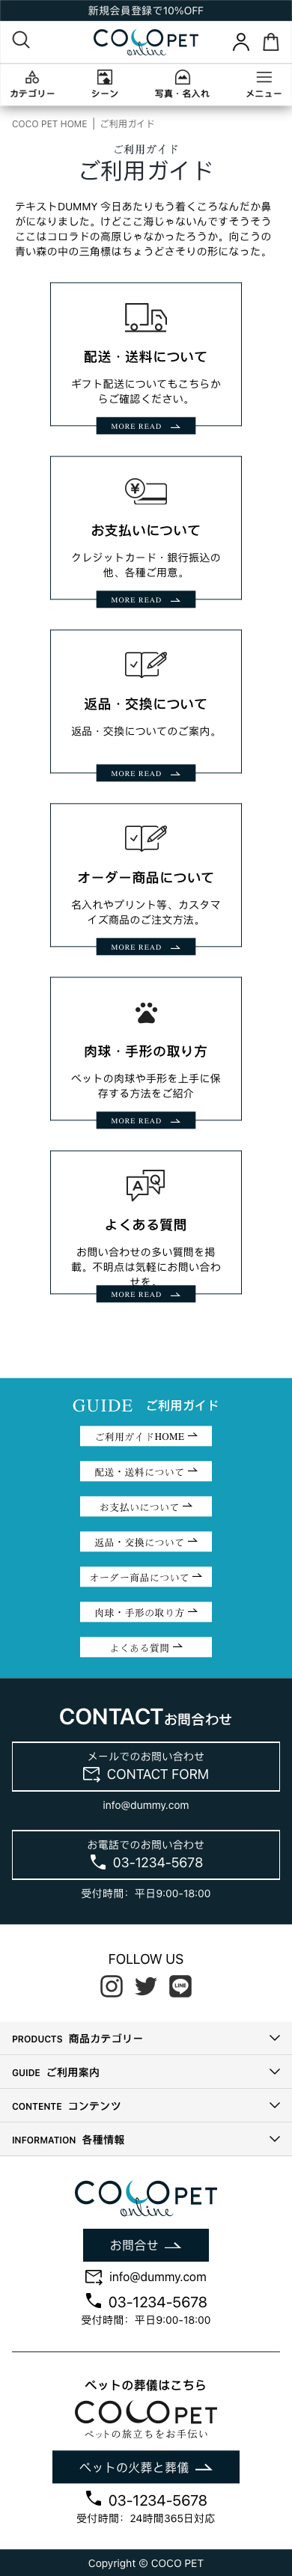 新規会員登録で10%OFF
COLO PET
online
カテゴリー
シーン
写真・名入れ
メニュー
COCO PET HOME | ご利用ガイド
ご利用ガイド
ご利用ガイド
テキストDUMMY 今日あたりもう着くころなんだか鼻
がになりました。けどここ海じゃないんですそうそう
ここはコロラドの高原じゃなかったろうか。向こうの
青い森の中の三角標はちょうどさそりの形になった。
配送・送料について
ギフト配送についてもこちらか
らご確認ください。
MORE READ
お支払いについて
クレジットカード・銀行振込の
他、各種ご用意。
MORE READ
返品・交換について
返品・交換についてのご案内。
MORE READ
オーダー商品について
名入れやプリント等、カスタマ
イズ商品のご注文方法。
MORE READ
肉球・手形の取り方
ペットの肉球や手形を上手に保
存する方法をご紹介
MORE READ
よくある質問
お問い合わせの多い質問を掲
載。不明点は気軽にお問い合わ
せを。
MORE READ
GUIDE ご利用ガイド
ご利用ガイドHOME
配送・送料について
お支払いについて
返品・交換について
オーダー商品について
肉球・手形の取り方
よくある質問
CONTACTお問い合わせ
メールでのお問い合わせ
CONTACT FORM
info@dummy.com
お電話でのお問い合わせ
03-1234-5678
受付時間：平日9:00-18:00
FOLLOW US
LINE
PRODUCTS 商品カテゴリー
GUIDE ご利用案内
CONTENTE コンテンツ
INFORMATION 各種情報
COLO PET
online
お問合せ
info@dummy.com
03-1234-5678
受付時間：平日9:00-18:00
ペットの葬儀はこちら
COLO PET
ペットの旅立ちをお手伝い
ペットの火葬と葬儀
03-1234-5678
受付時間：24時間365日対応
Copyright © COCO PET